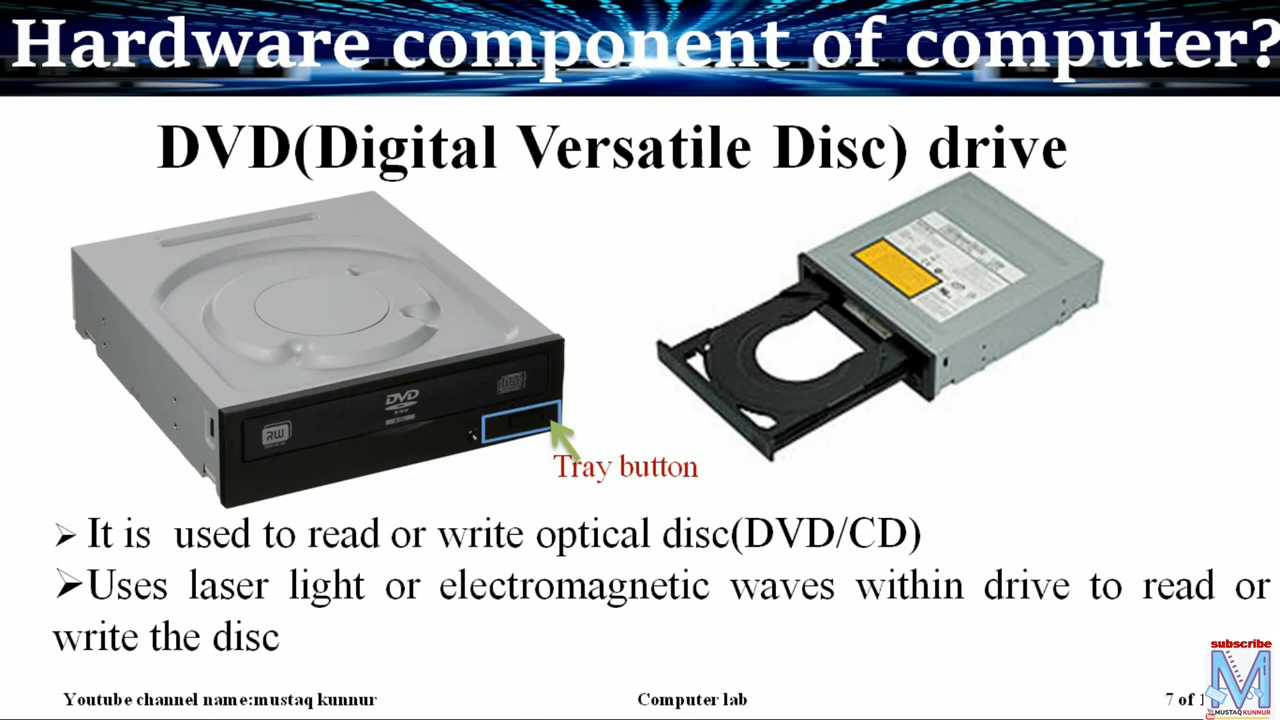 Hardware component of computer?
DVD(Digital Versatile Disc) drive
DVD
RW
Tray button
➢ It is used to read or write optical disc(DVD/CD)
➢Uses laser light or electromagnetic waves within drive to read or
write the disc
subscribe
Youtube channel name:mustaq kunnur
Computer lab
7 of
MUSTAQ KUNNUR